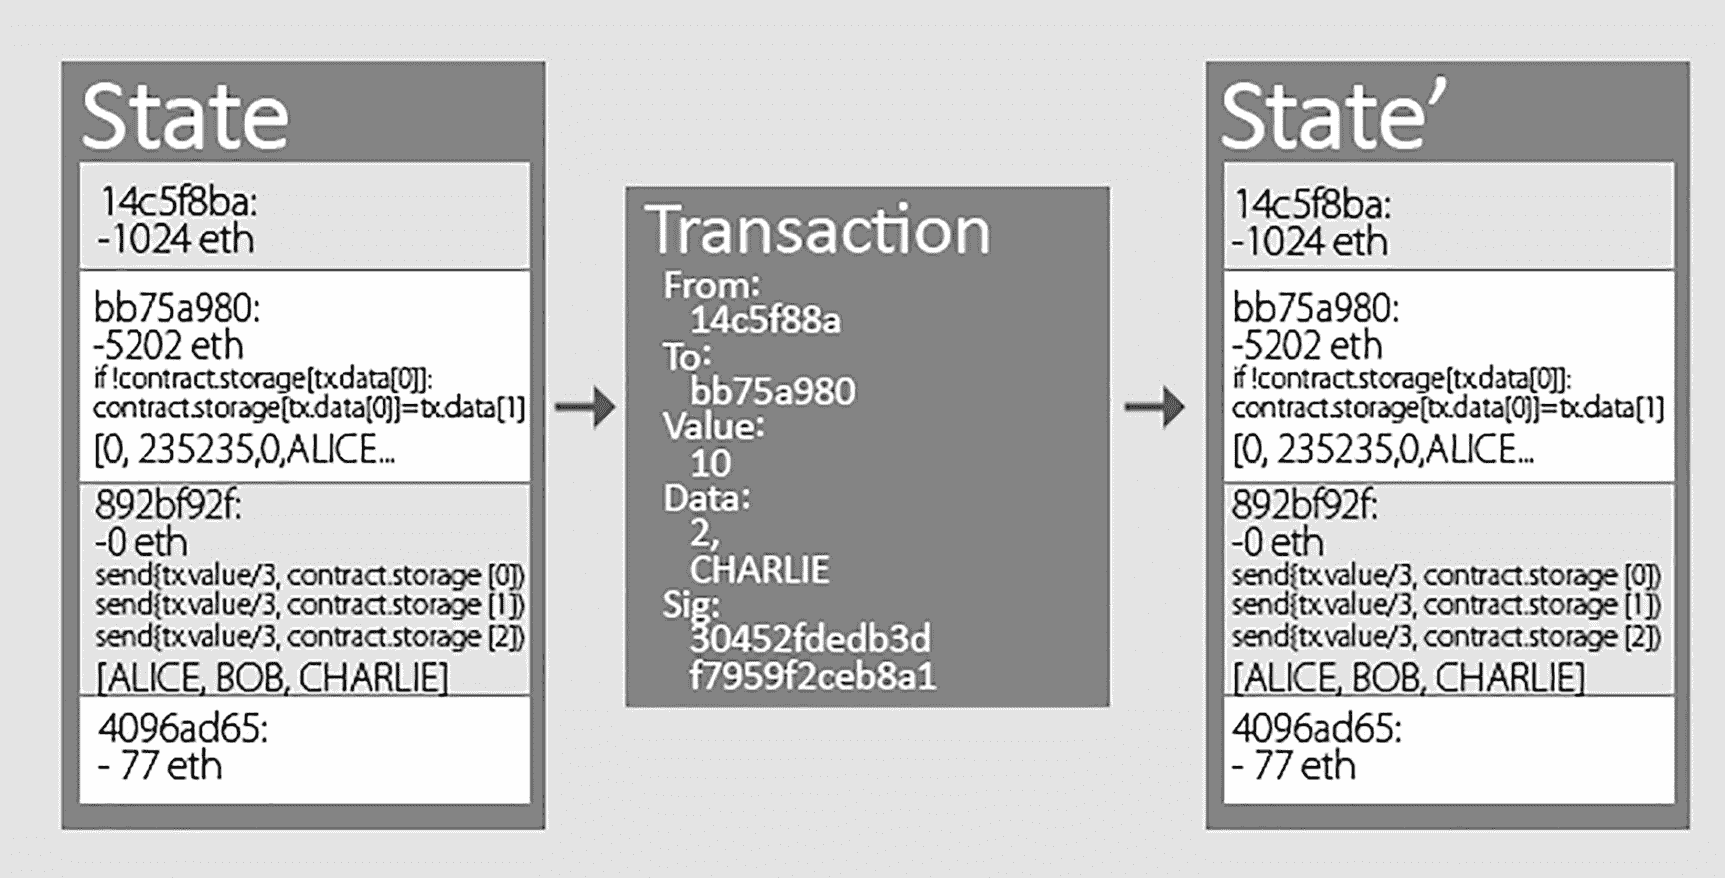 State
14c5f8ba:
-1024 eth
bb75a980:
-5202 eth
if !contract.storage[tx.data[0]]:
contract.storage[tx.data[0]]=tx.data[1]
[0, 235235,0,ALICE...
892bf92f:
-0 eth
send{tx.value/3, contract.storage [0])
send{tx.value/3, contract.storage [1])
send{tx.value/3, contract.storage [2])
[ALICE, BOB, CHARLIE]
4096ad65:
- 77 eth
Transaction
From:
14c5f88a
To:
bb75a980
Value:
10
Data:
2,
CHARLIE
Sig:
30452fdedb3d
f7959f2ceb8a1
State’
14c5f8ba:
-1024 eth
bb75a980:
-5202 eth
if !contract.storage[tx.data[0]]:
contract.storage[tx.data[0]]=tx.data[1]
[0, 235235,0,ALICE...
892bf92f:
-0 eth
send{tx.value/3, contract.storage [0])
send{tx.value/3, contract.storage [1])
send{tx.value/3, contract.storage [2])
[ALICE, BOB, CHARLIE]
4096ad65:
- 77 eth